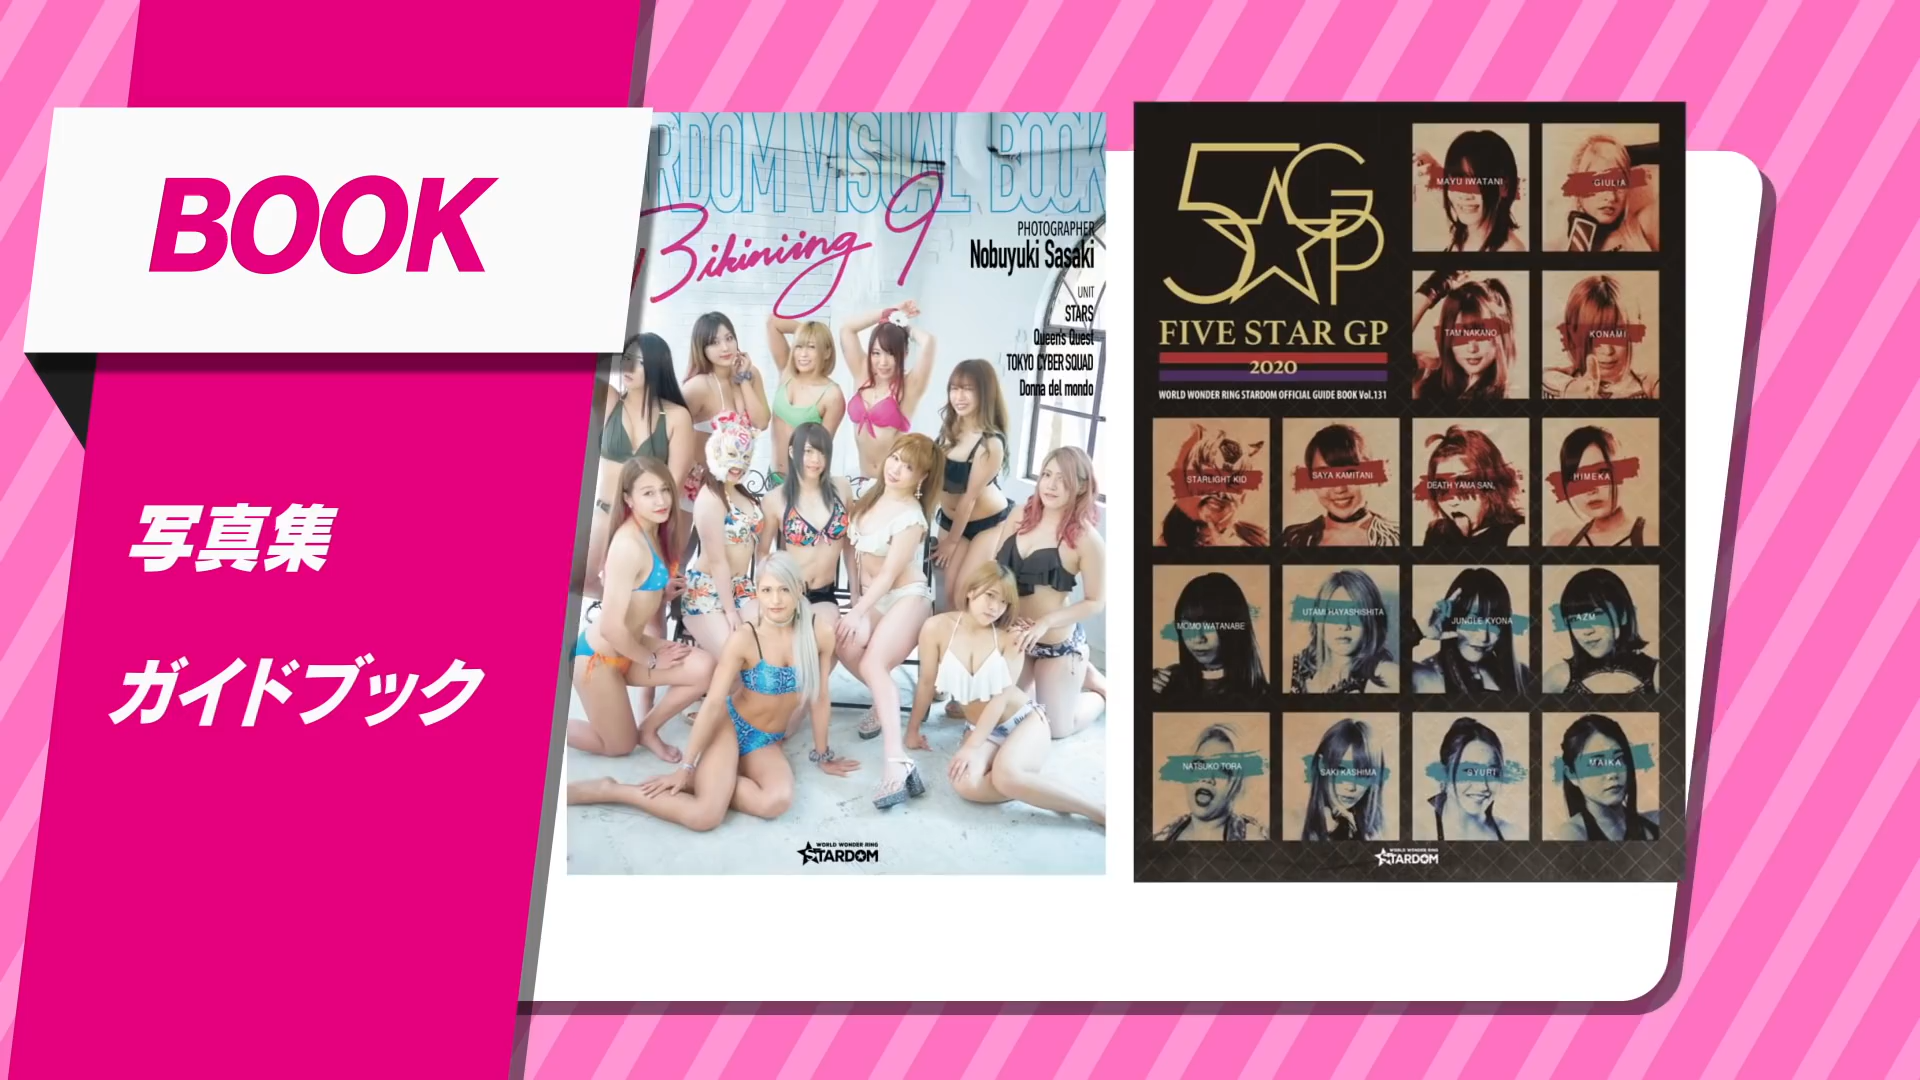 BOOK
写真集
ガイドブック
RDOM VISUAL BOOK
Bikiniing 9
PHOTOGRAPHER
Nobuyuki Sasaki
UNIT
STARS
Queen's Quest
TOKYO CYBER SQUAD
Donna del mondo
WORLD WONDER RING
STARDOM
5★GP
FIVE STAR GP
2020
WORLD WONDER RING STARDOM OFFICIAL GUIDE BOOK Vol.131
MAYU IWATANI
GIULIA
TAM NAKANO
KONAMI
STARLIGHT KID
SAYA KAMITANI
DEATH YAMA SAN,
HIMEKA
MOMO WATANABE
UTAMI HAYASHISHITA
JUNGLE KYONA
AZM
NATSUKO TORA
SAKI KASHIMA
SYURI
MAIKA
WORLD WONDER RING
STARDOM